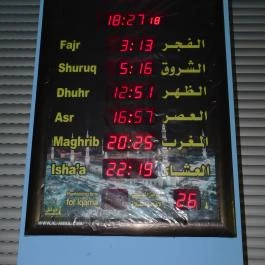 18:27 18
Fajr 3:13 الفجر
Shuruq 5:16 الشروق
Dhuhr 12:51 الظهر
Asr 16:57 العصر
Maghrib 20:25 المغرب
Isha'a 22:19 العشاء
for Iqama 26